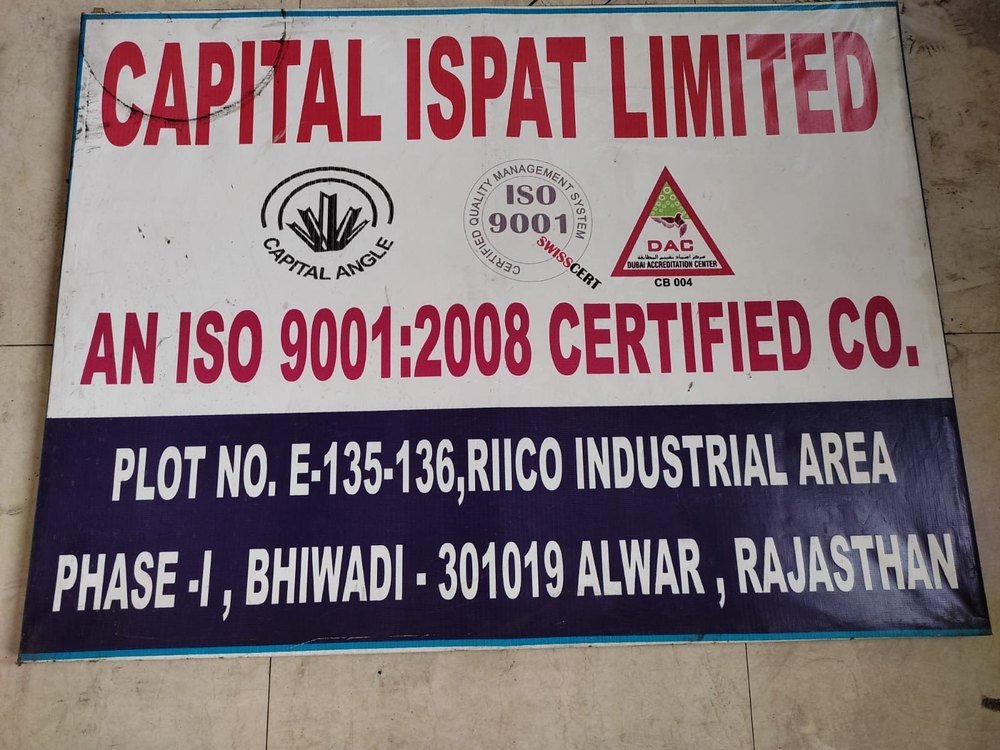 CAPITAL ISPAT LIMITED
CAPITAL ANGLE
CERTIFIED QUALITY MANAGEMENT SYSTEM
ISO
9001
SWISSCERT
DAC
DUBAI ACCREDITATION CENTER
CB 004
AN ISO 9001:2008 CERTIFIED CO.
PLOT NO. E-135-136,RIICO INDUSTRIAL AREA
PHASE -I , BHIWADI - 301019 ALWAR , RAJASTHAN